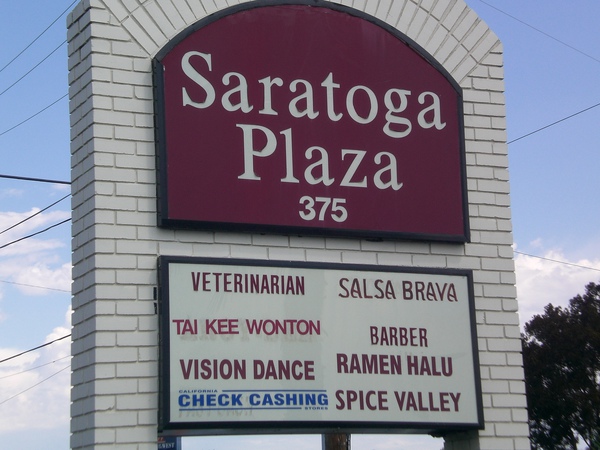 Saratoga
Plaza
375
VETERINARIAN
SALSA BRAVA
TAI KEE WONTON
BARBER
VISION DANCE
RAMEN HALU
CALIFORNIA
CHECK CASHING
STORES
SPICE VALLEY